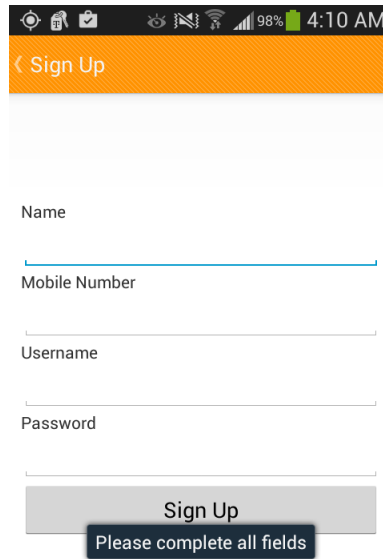 98% 4:10 AM
Sign Up
Name
Mobile Number
Username
Password
Sign Up
Please complete all fields